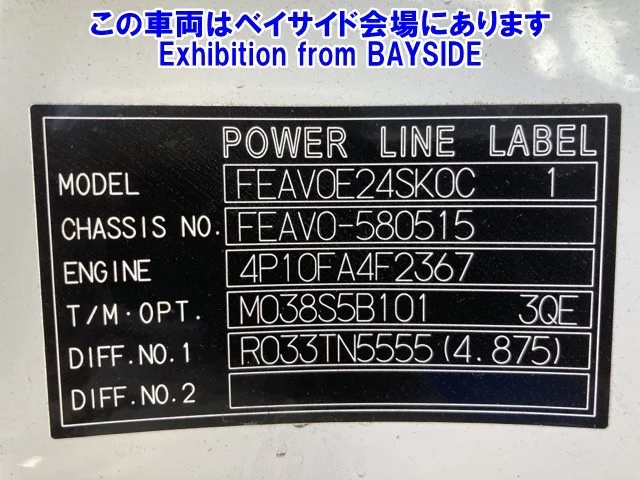 この車両はベイサイド会場にあります
Exhibition from BAYSIDE
POWER LINE LABEL
MODEL FEAV0E24SK0C 1
CHASSIS NO. FEAV0-580515
ENGINE 4P10FA4F2367
T/M·OPT. M038S5B101 3QE
DIFF.NO.1 R033TN5555(4.875)
DIFF.NO.2